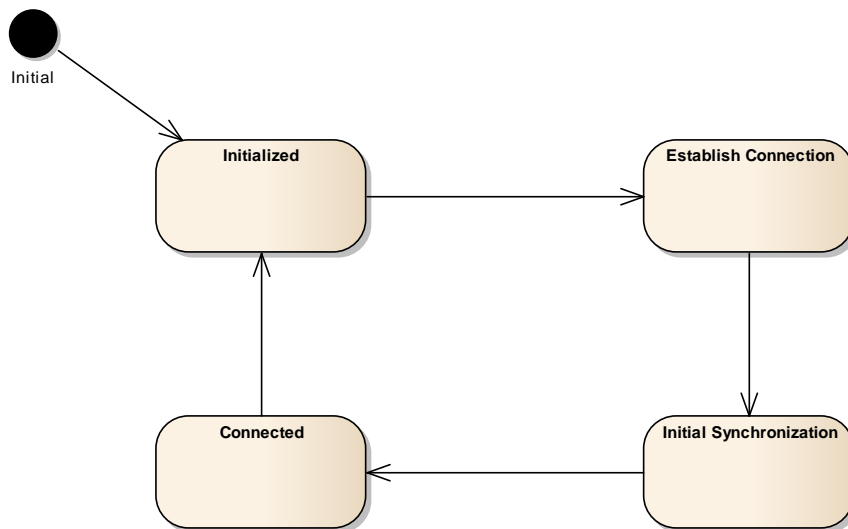 Initial
Initialized
Establish Connection
Connected
Initial Synchronization